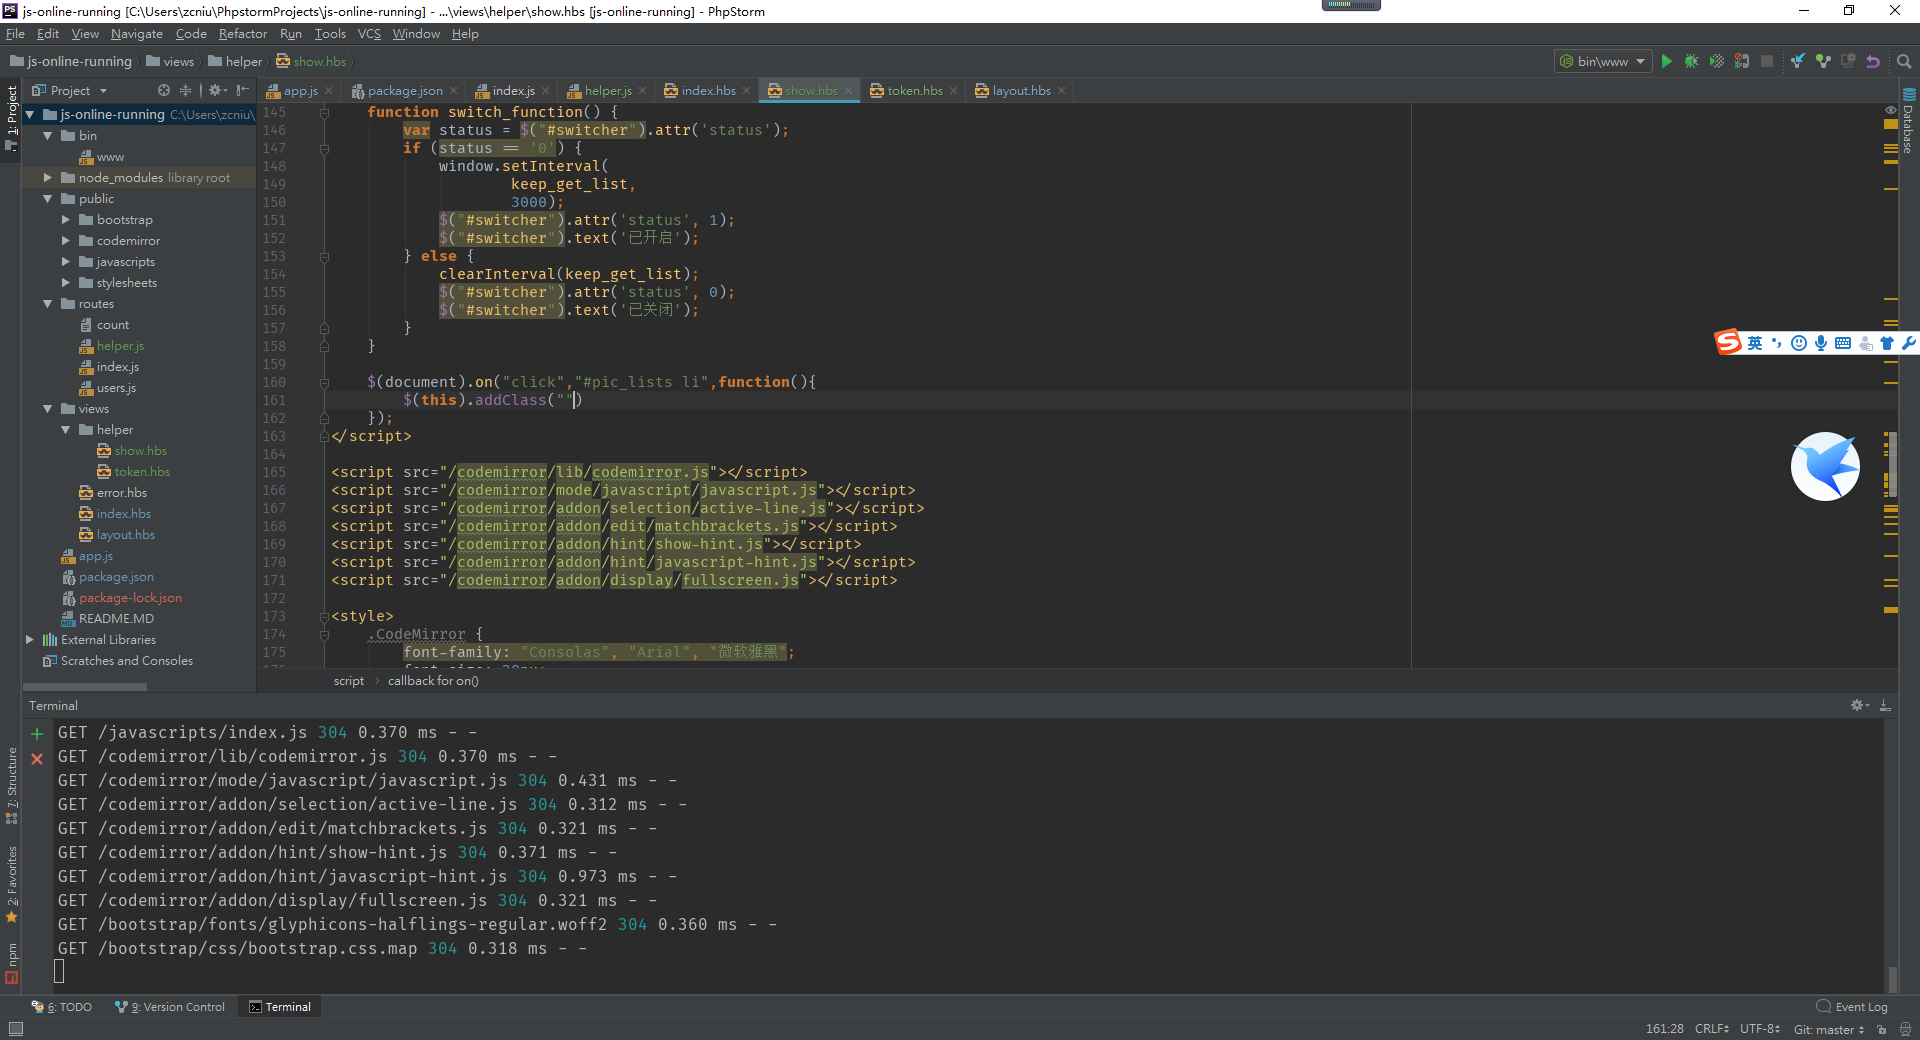 js-online-running [C:\Users\zcniu\PhpstormProjects\js-online-running] - ...\views\helper\show.hbs [js-online-running] - PhpStorm
File Edit View Navigate Code Refactor Run Tools VCS Window Help
js-online-running views helper show.hbs bin\www
Project
app.js package.json index.js helper.js index.hbs show.hbs token.hbs layout.hbs
1: Project
7: Structure
2: Favorites
npm
Database
js-online-running C:\Users\zcniu\
bin
www
node_modules library root
public
bootstrap
codemirror
javascripts
stylesheets
routes
count
helper.js
index.js
users.js
views
helper
show.hbs
token.hbs
error.hbs
index.hbs
layout.hbs
app.js
package.json
package-lock.json
README.MD
External Libraries
Scratches and Consoles
145 function switch_function() {
146 var status = $("#switcher").attr('status');
147 if (status == '0') {
148 window.setInterval(
149 keep_get_list,
150 3000);
151 $("#switcher").attr('status', 1);
152 $("#switcher").text('已开启');
153 } else {
154 clearInterval(keep_get_list);
155 $("#switcher").attr('status', 0);
156 $("#switcher").text('已关闭');
157 }
158 }
159
160 $(document).on("click","#pic_lists li",function(){
161 $(this).addClass("")
162 });
163 </script>
164
165 <script src="/codemirror/lib/codemirror.js"></script>
166 <script src="/codemirror/mode/javascript/javascript.js"></script>
167 <script src="/codemirror/addon/selection/active-line.js"></script>
168 <script src="/codemirror/addon/edit/matchbrackets.js"></script>
169 <script src="/codemirror/addon/hint/show-hint.js"></script>
170 <script src="/codemirror/addon/hint/javascript-hint.js"></script>
171 <script src="/codemirror/addon/display/fullscreen.js"></script>
172
173 <style>
174 .CodeMirror {
175 font-family: "Consolas", "Arial", "微软雅黑";
英
script callback for on()
Terminal
GET /javascripts/index.js 304 0.370 ms - -
GET /codemirror/lib/codemirror.js 304 0.370 ms - -
GET /codemirror/mode/javascript/javascript.js 304 0.431 ms - -
GET /codemirror/addon/selection/active-line.js 304 0.312 ms - -
GET /codemirror/addon/edit/matchbrackets.js 304 0.321 ms - -
GET /codemirror/addon/hint/show-hint.js 304 0.371 ms - -
GET /codemirror/addon/hint/javascript-hint.js 304 0.973 ms - -
GET /codemirror/addon/display/fullscreen.js 304 0.321 ms - -
GET /bootstrap/fonts/glyphicons-halflings-regular.woff2 304 0.360 ms - -
GET /bootstrap/css/bootstrap.css.map 304 0.318 ms - -
6: TODO 9: Version Control Terminal Event Log
161:28 CRLF UTF-8 Git: master